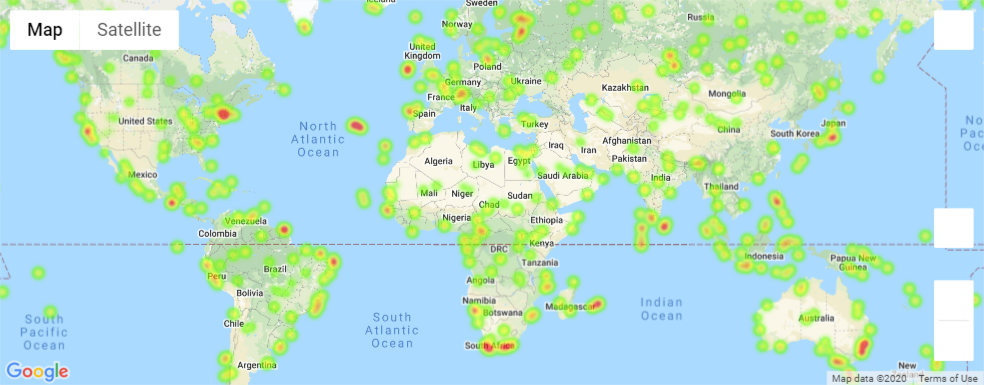 Map
Satellite
Iceland
Sweden
Norway
Russia
Canada
United
Kingdom
Poland
Germany
Ukraine
Kazakhstan
Mongolia
France
Italy
Spain
United States
Turkey
China
South Korea
Japan
North
Atlantic
Ocean
Iraq
Iran
Afghanistan
Pakistan
Algeria
Libya
Egypt
Saudi Arabia
India
Mexico
Mali
Niger
Chad
Sudan
Thailand
Nigeria
Ethiopia
Venezuela
Colombia
DRC
Kenya
Tanzania
Indonesia
Papua New
Guinea
Peru
Brazil
Bolivia
Angola
Namibia
Botswana
Madagascar
Indian
Ocean
Australia
South
Pacific
Ocean
South
Atlantic
Ocean
Chile
Argentina
South Africa
New
No
Pac
Oc
Google
Map data ©2020
Terms of Use